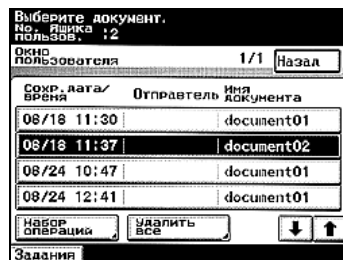 Выберите документ.
No. Ящика
пользов. :2
Окно
пользователя 1/1 Назад
Сохр.дата/
время Отправтель Имя
документа
08/18 11:30 document01
08/18 11:37 document02
08/24 10:47 document01
08/24 12:41 document01
Набор
операций Удалить
все
Задания